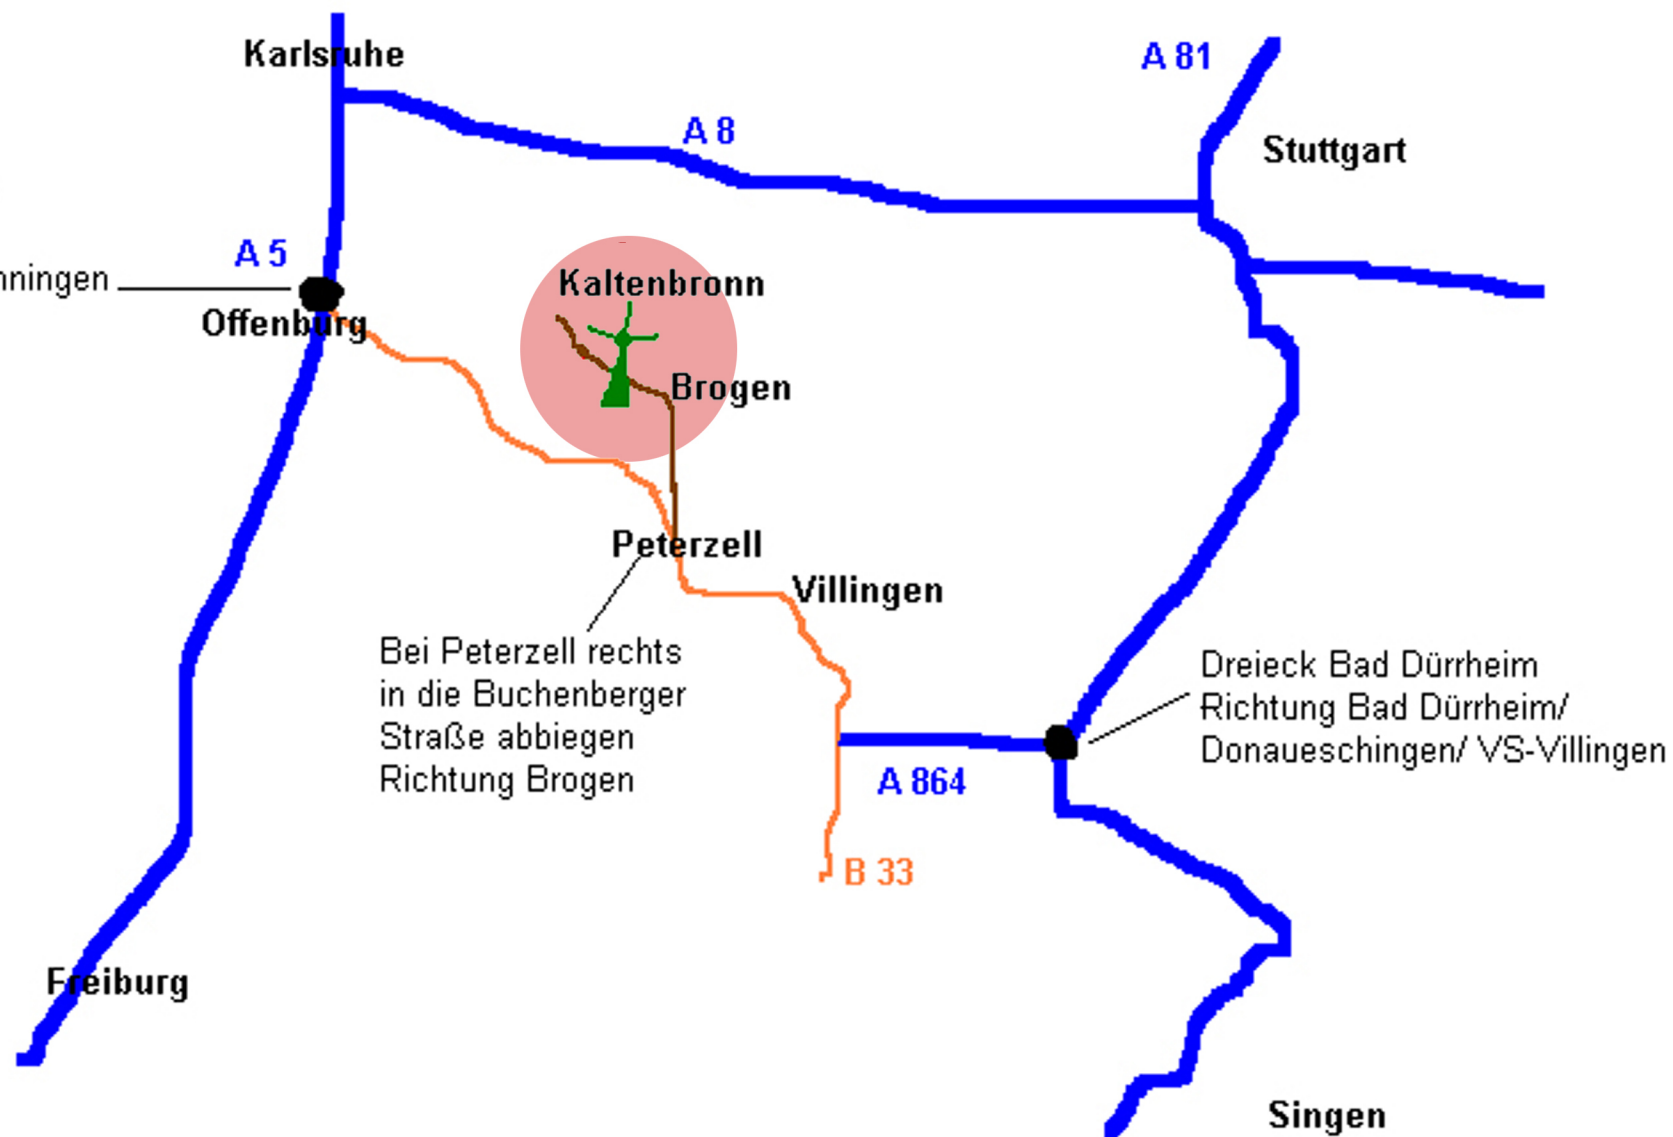 Karlsruhe
A 81
A 8
Stuttgart
A 5
Kaltenbronn
Offenburg
Brogen
Peterzell
Villingen
Bei Peterzell rechts
in die Buchenberger
Straße abbiegen
Richtung Brogen
Dreieck Bad Dürrheim
Richtung Bad Dürrheim/
Donaueschingen/ VS-Villingen
A 864
B 33
Freiburg
Singen